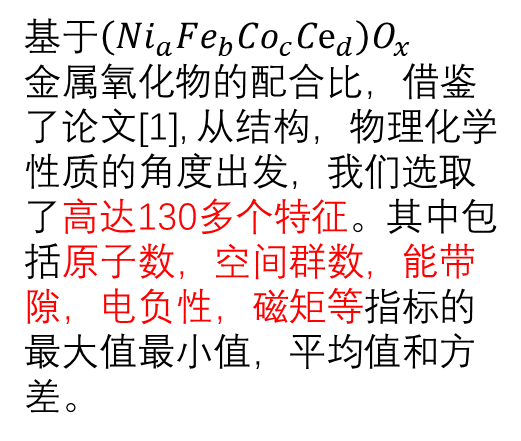 基于(Ni_aFe_bCo_cCe_d)O_x
金属氧化物的配合比，借鉴
了论文[1], 从结构，物理化学
性质的角度出发，我们选取
了高达130多个特征。其中包
括原子数，空间群数，能带
隙，电负性，磁矩等指标的
最大值最小值，平均值和方
差。